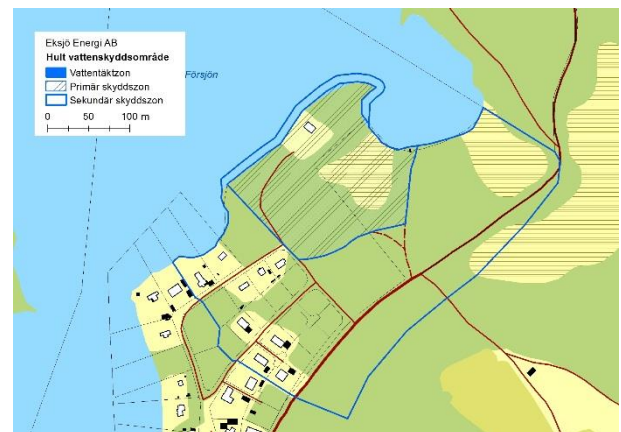 Eksjö Energi AB
Hult vattenskyddsområde
Vattentäktzon
Primär skyddszon
Sekundär skyddszon
0 50 100 m
Försjön